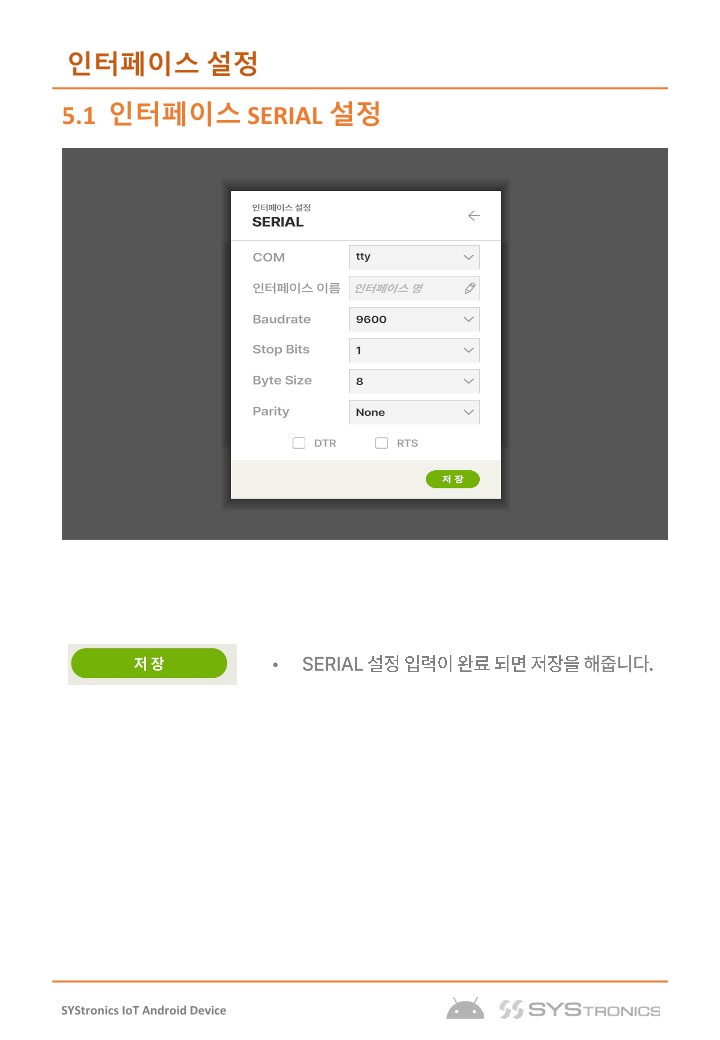 인터페이스 설정
5.1 인터페이스 SERIAL 설정
인터페이스 설정
SERIAL
COM tty
인터페이스 이름 인터페이스 명
Baudrate 9600
Stop Bits 1
Byte Size 8
Parity None
DTR RTS
저장
저장 • SERIAL 설정 입력이 완료 되면 저장을 해줍니다.
SYStronics IoT Android Device SYSTRONICS